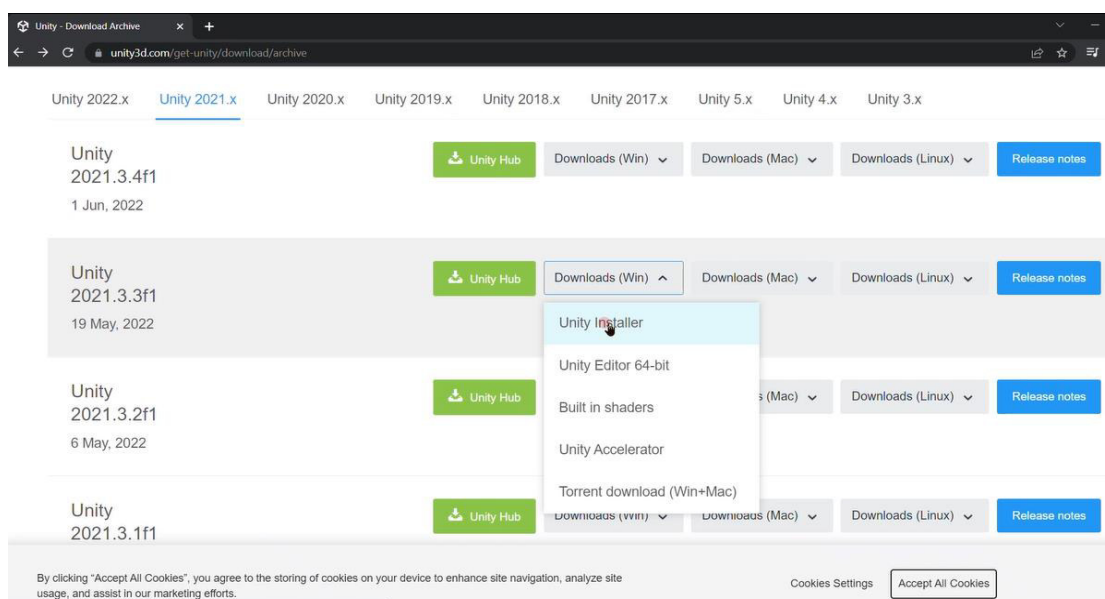 Unity - Download Archive
unity3d.com/get-unity/download/archive
Unity 2022.x Unity 2021.x Unity 2020.x Unity 2019.x Unity 2018.x Unity 2017.x Unity 5.x Unity 4.x Unity 3.x
Unity
2021.3.4f1
1 Jun, 2022
Unity Hub Downloads (Win) Downloads (Mac) Downloads (Linux) Release notes
Unity
2021.3.3f1
19 May, 2022
Unity Hub Downloads (Win) Downloads (Mac) Downloads (Linux) Release notes
Unity Installer
Unity Editor 64-bit
Built in shaders
Unity Accelerator
Torrent download (Win+Mac)
Unity
2021.3.2f1
6 May, 2022
Unity Hub s (Mac) Downloads (Linux) Release notes
Unity
2021.3.1f1
Unity Hub Downloads (Win) Downloads (Mac) Downloads (Linux) Release notes
By clicking “Accept All Cookies”, you agree to the storing of cookies on your device to enhance site navigation, analyze site
usage, and assist in our marketing efforts.
Cookies Settings Accept All Cookies